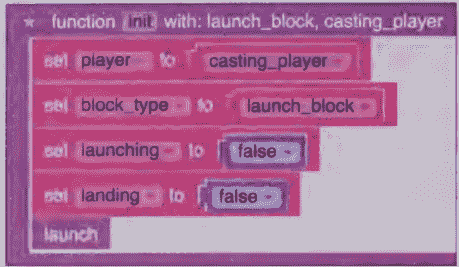 function init with: launch_block, casting_player
set player to casting_player
set block_type to launch_block
set launching to false
set landing to false
launch